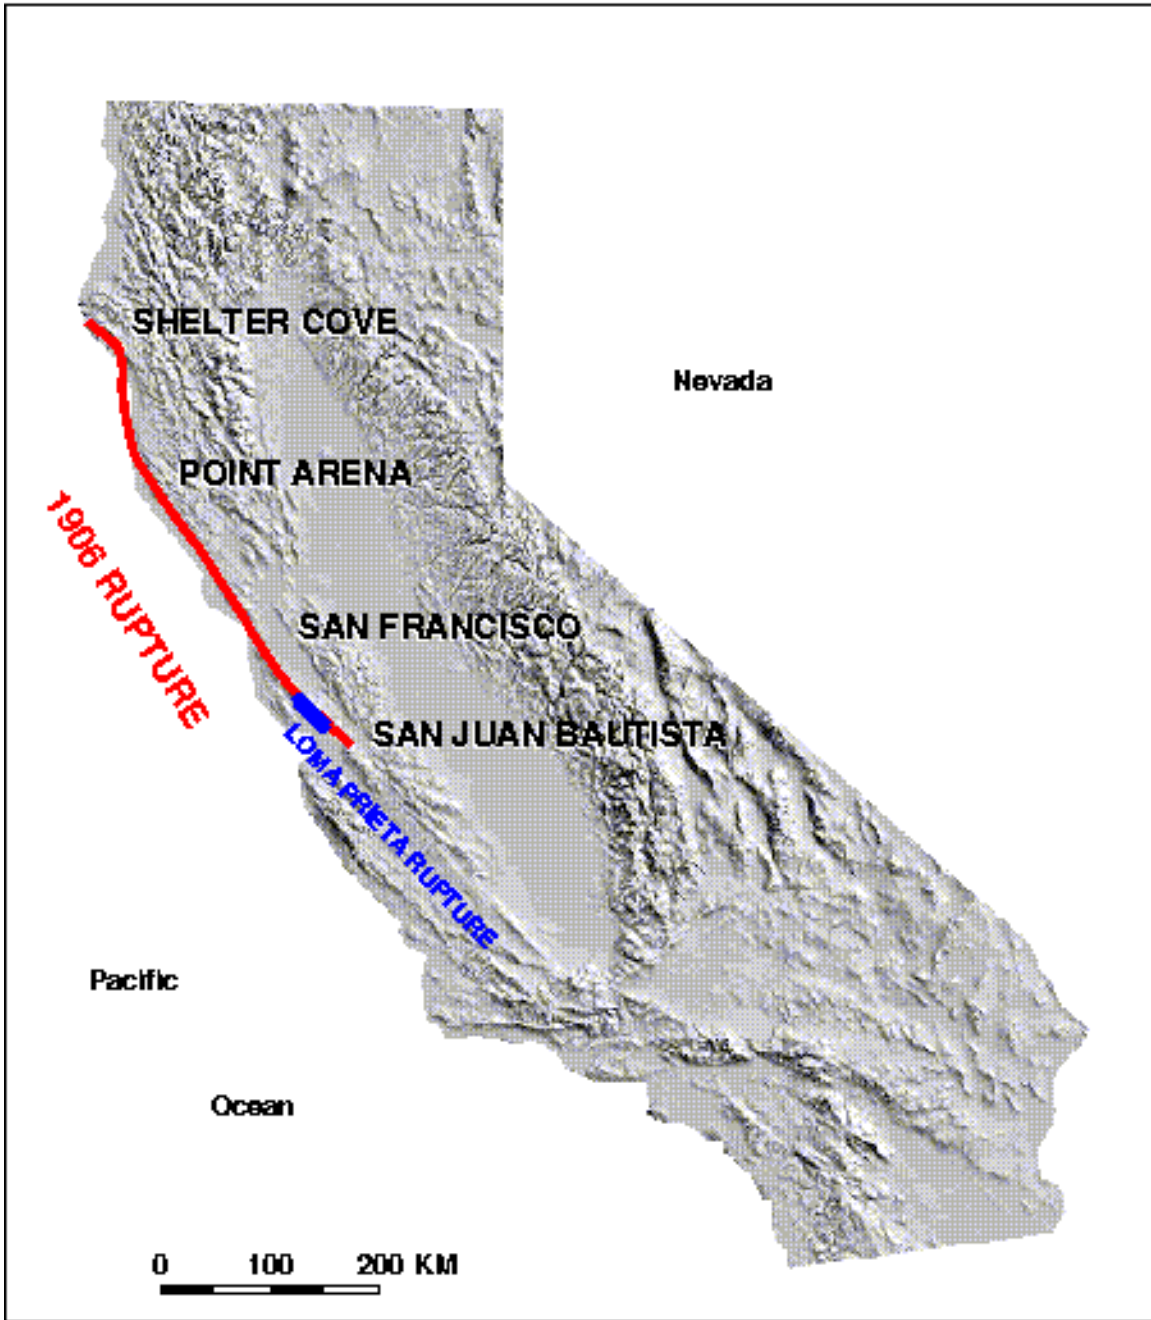 SHELTER COVE
Nevada
POINT ARENA
1906 RUPTURE
SAN FRANCISCO
SAN JUAN BAUTISTA
LOMA PRIETA RUPTURE
Pacific
Ocean
0 100 200 KM